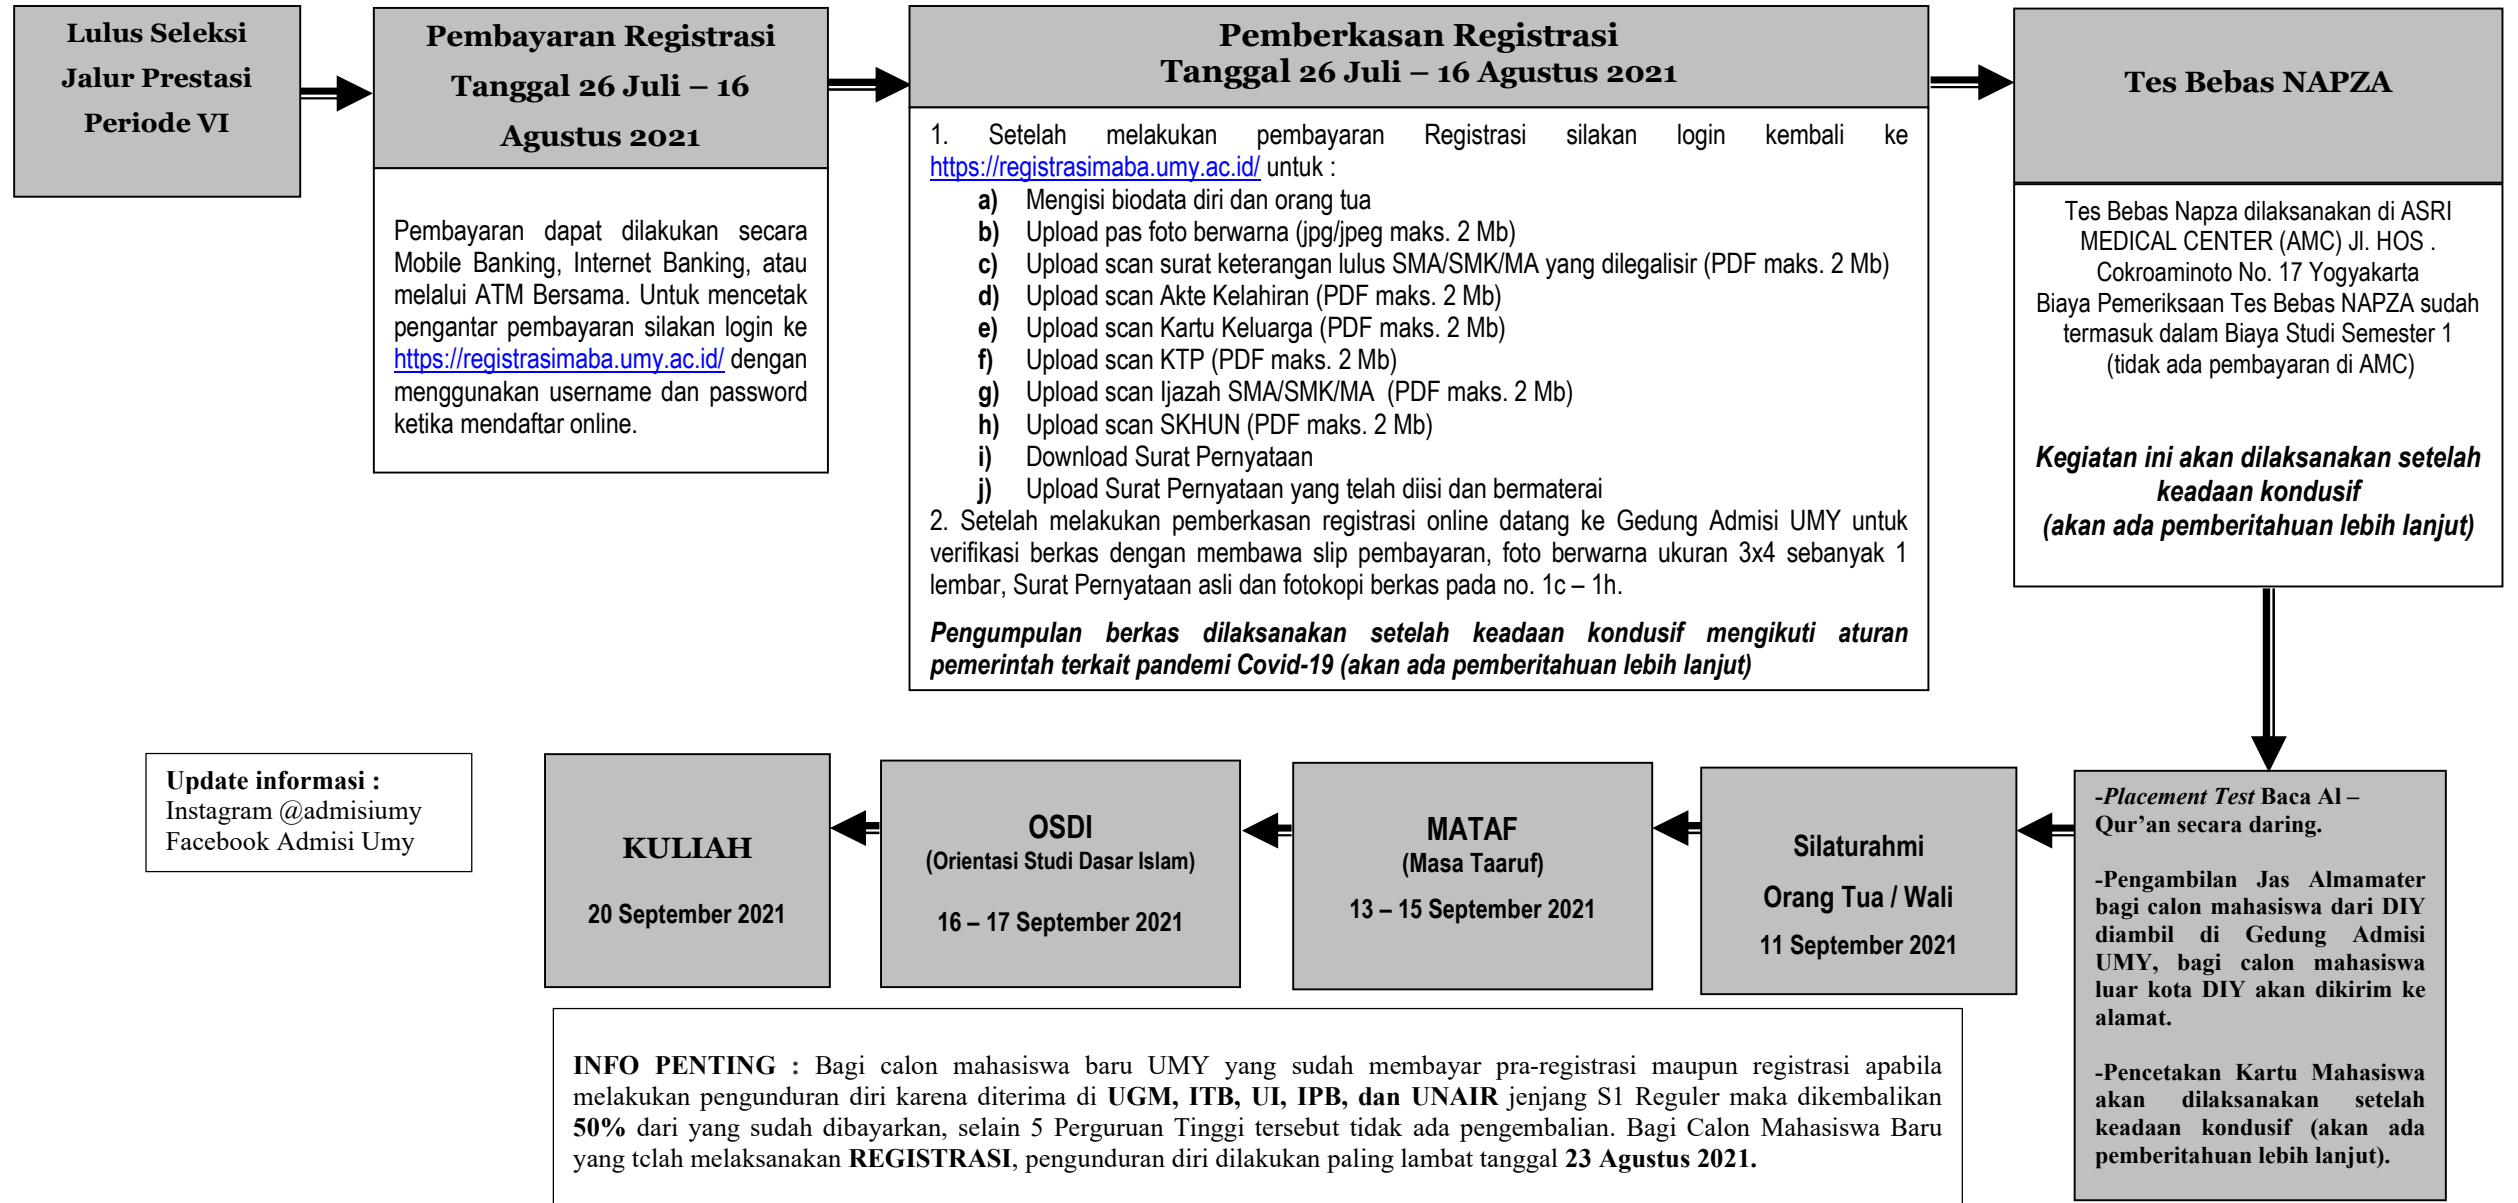 Lulus Seleksi
Jalur Prestasi
Periode VI
Pembayaran Registrasi
Tanggal 26 Juli – 16
Agustus 2021
Pembayaran dapat dilakukan secara
Mobile Banking, Internet Banking, atau
melalui ATM Bersama. Untuk mencetak
pengantar pembayaran silakan login ke
https://registrasimaba.umy.ac.id/ dengan
menggunakan username dan password
ketika mendaftar online.
Pemberkasan Registrasi
Tanggal 26 Juli – 16 Agustus 2021
1. Setelah melakukan pembayaran Registrasi silakan login kembali ke
https://registrasimaba.umy.ac.id/ untuk :
a) Mengisi biodata diri dan orang tua
b) Upload pas foto berwarna (jpg/jpeg maks. 2 Mb)
c) Upload scan surat keterangan lulus SMA/SMK/MA yang dilegalisir (PDF maks. 2 Mb)
d) Upload scan Akte Kelahiran (PDF maks. 2 Mb)
e) Upload scan Kartu Keluarga (PDF maks. 2 Mb)
f) Upload scan KTP (PDF maks. 2 Mb)
g) Upload scan Ijazah SMA/SMK/MA (PDF maks. 2 Mb)
h) Upload scan SKHUN (PDF maks. 2 Mb)
i) Download Surat Pernyataan
j) Upload Surat Pernyataan yang telah diisi dan bermaterai
2. Setelah melakukan pemberkasan registrasi online datang ke Gedung Admisi UMY untuk
verifikasi berkas dengan membawa slip pembayaran, foto berwarna ukuran 3x4 sebanyak 1
lembar, Surat Pernyataan asli dan fotokopi berkas pada no. 1c – 1h.
Pengumpulan berkas dilaksanakan setelah keadaan kondusif mengikuti aturan
pemerintah terkait pandemi Covid-19 (akan ada pemberitahuan lebih lanjut)
Tes Bebas NAPZA
Tes Bebas Napza dilaksanakan di ASRI
MEDICAL CENTER (AMC) Jl. HOS .
Cokroaminoto No. 17 Yogyakarta
Biaya Pemeriksaan Tes Bebas NAPZA sudah
termasuk dalam Biaya Studi Semester 1
(tidak ada pembayaran di AMC)
Kegiatan ini akan dilaksanakan setelah
keadaan kondusif
(akan ada pemberitahuan lebih lanjut)
-Placement Test Baca Al –
Qur’an secara daring.
-Pengambilan Jas Almamater
bagi calon mahasiswa dari DIY
diambil di Gedung Admisi
UMY, bagi calon mahasiswa
luar kota DIY akan dikirim ke
alamat.
-Pencetakan Kartu Mahasiswa
akan dilaksanakan setelah
keadaan kondusif (akan ada
pemberitahuan lebih lanjut).
Silaturahmi
Orang Tua / Wali
11 September 2021
MATAF
(Masa Taaruf)
13 – 15 September 2021
OSDI
(Orientasi Studi Dasar Islam)
16 – 17 September 2021
KULIAH
20 September 2021
Update informasi :
Instagram @admisiumy
Facebook Admisi Umy
INFO PENTING : Bagi calon mahasiswa baru UMY yang sudah membayar pra-registrasi maupun registrasi apabila
melakukan pengunduran diri karena diterima di UGM, ITB, UI, IPB, dan UNAIR jenjang S1 Reguler maka dikembalikan
50% dari yang sudah dibayarkan, selain 5 Perguruan Tinggi tersebut tidak ada pengembalian. Bagi Calon Mahasiswa Baru
yang tclah melaksanakan REGISTRASI, pengunduran diri dilakukan paling lambat tanggal 23 Agustus 2021.